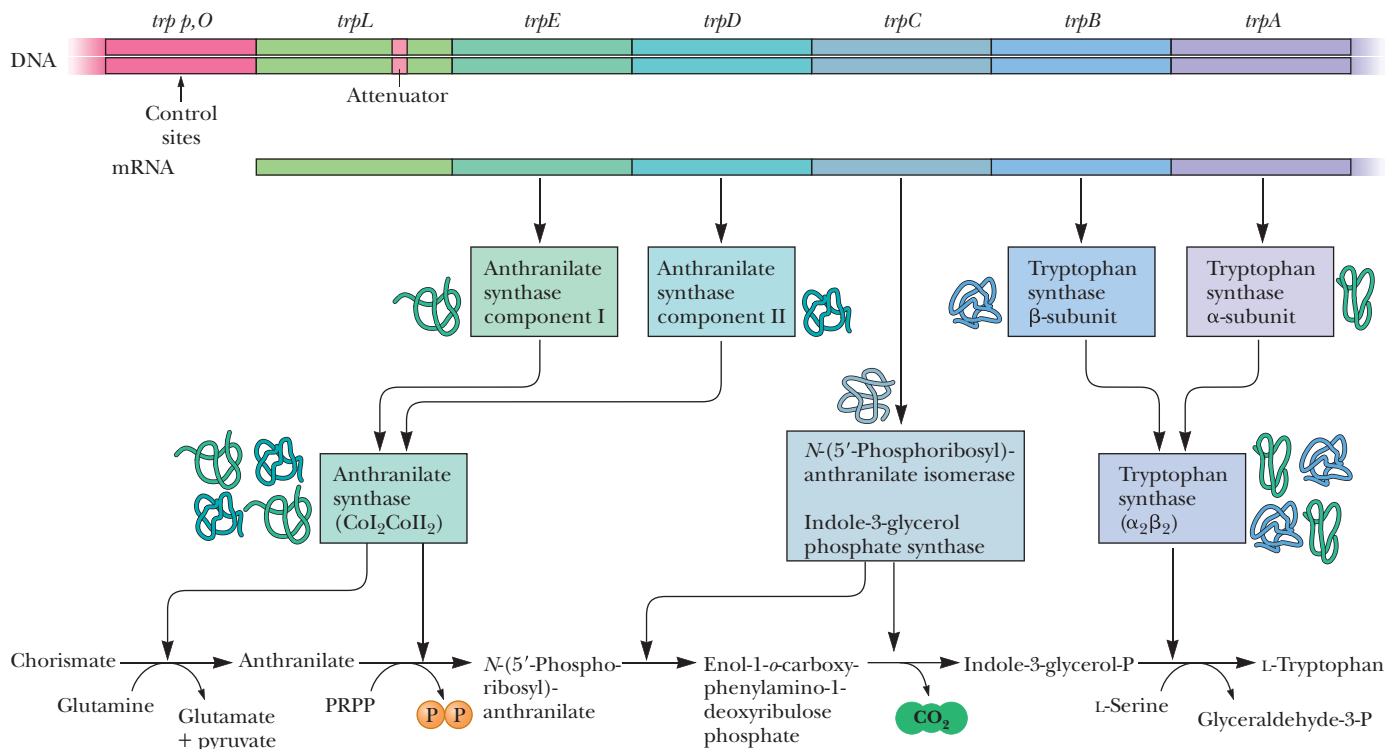 trp p,O trpL trpE trpD trpC trpB trpA
DNA
Attenuator
Control
sites
mRNA
Anthranilate
synthase
component I
Anthranilate
synthase
component II
Tryptophan
synthase
β-subunit
Tryptophan
synthase
α-subunit
Anthranilate
synthase
(CoI₂CoII₂)
N-(5′-Phosphoribosyl)-
anthranilate isomerase
Indole-3-glycerol
phosphate synthase
Tryptophan
synthase
(α₂β₂)
Chorismate
Glutamine
Glutamate
+ pyruvate
Anthranilate
PRPP
P P
N-(5′-Phospho-
ribosyl)-
anthranilate
Enol-1-o-carboxy-
phenylamino-1-
deoxyribulose
phosphate
CO₂
Indole-3-glycerol-P
L-Serine
Glyceraldehyde-3-P
L-Tryptophan